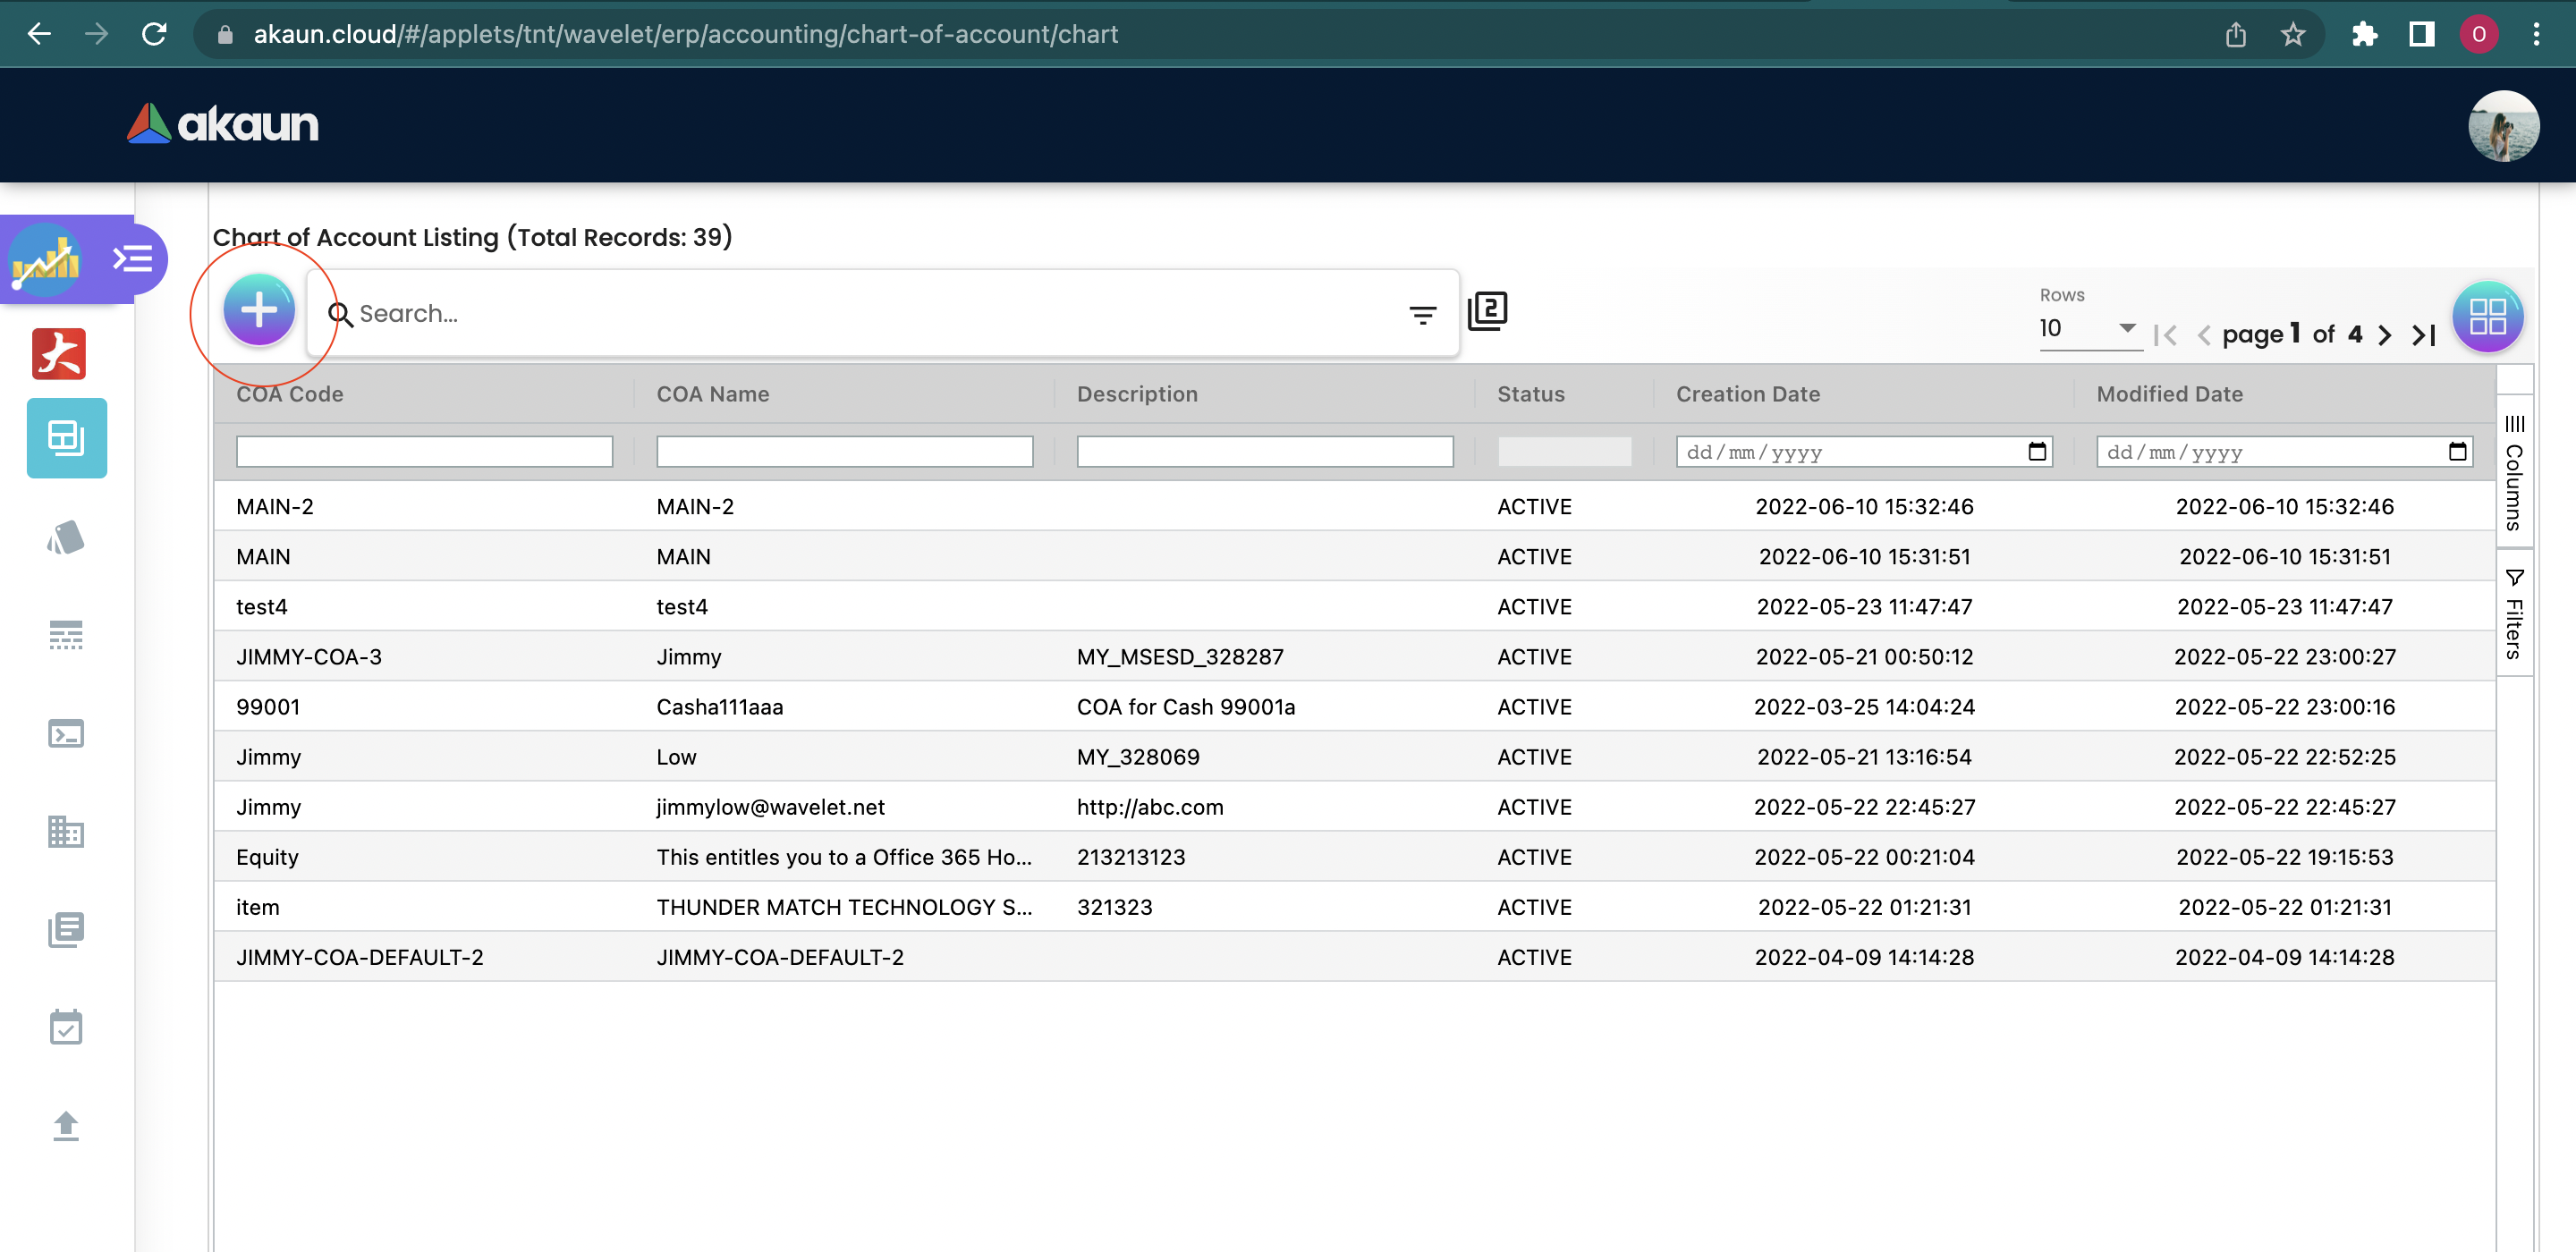 akaun.cloud/#/applets/tnt/wavelet/erp/accounting/chart-of-account/chart
O
akaun
Chart of Account Listing (Total Records: 39)
Search...
2
Rows
10
page 1 of 4
COA Code COA Name Description Status Creation Date Modified Date
dd/mm/yyyy dd/mm/yyyy
Columns
Filters
MAIN-2 MAIN-2 ACTIVE 2022-06-10 15:32:46 2022-06-10 15:32:46
MAIN MAIN ACTIVE 2022-06-10 15:31:51 2022-06-10 15:31:51
test4 test4 ACTIVE 2022-05-23 11:47:47 2022-05-23 11:47:47
JIMMY-COA-3 Jimmy MY_MSESD_328287 ACTIVE 2022-05-21 00:50:12 2022-05-22 23:00:27
99001 Casha111aaa COA for Cash 99001a ACTIVE 2022-03-25 14:04:24 2022-05-22 23:00:16
Jimmy Low MY_328069 ACTIVE 2022-05-21 13:16:54 2022-05-22 22:52:25
Jimmy jimmylow@wavelet.net http://abc.com ACTIVE 2022-05-22 22:45:27 2022-05-22 22:45:27
Equity This entitles you to a Office 365 Ho... 213213123 ACTIVE 2022-05-22 00:21:04 2022-05-22 19:15:53
item THUNDER MATCH TECHNOLOGY S... 321323 ACTIVE 2022-05-22 01:21:31 2022-05-22 01:21:31
JIMMY-COA-DEFAULT-2 JIMMY-COA-DEFAULT-2 ACTIVE 2022-04-09 14:14:28 2022-04-09 14:14:28